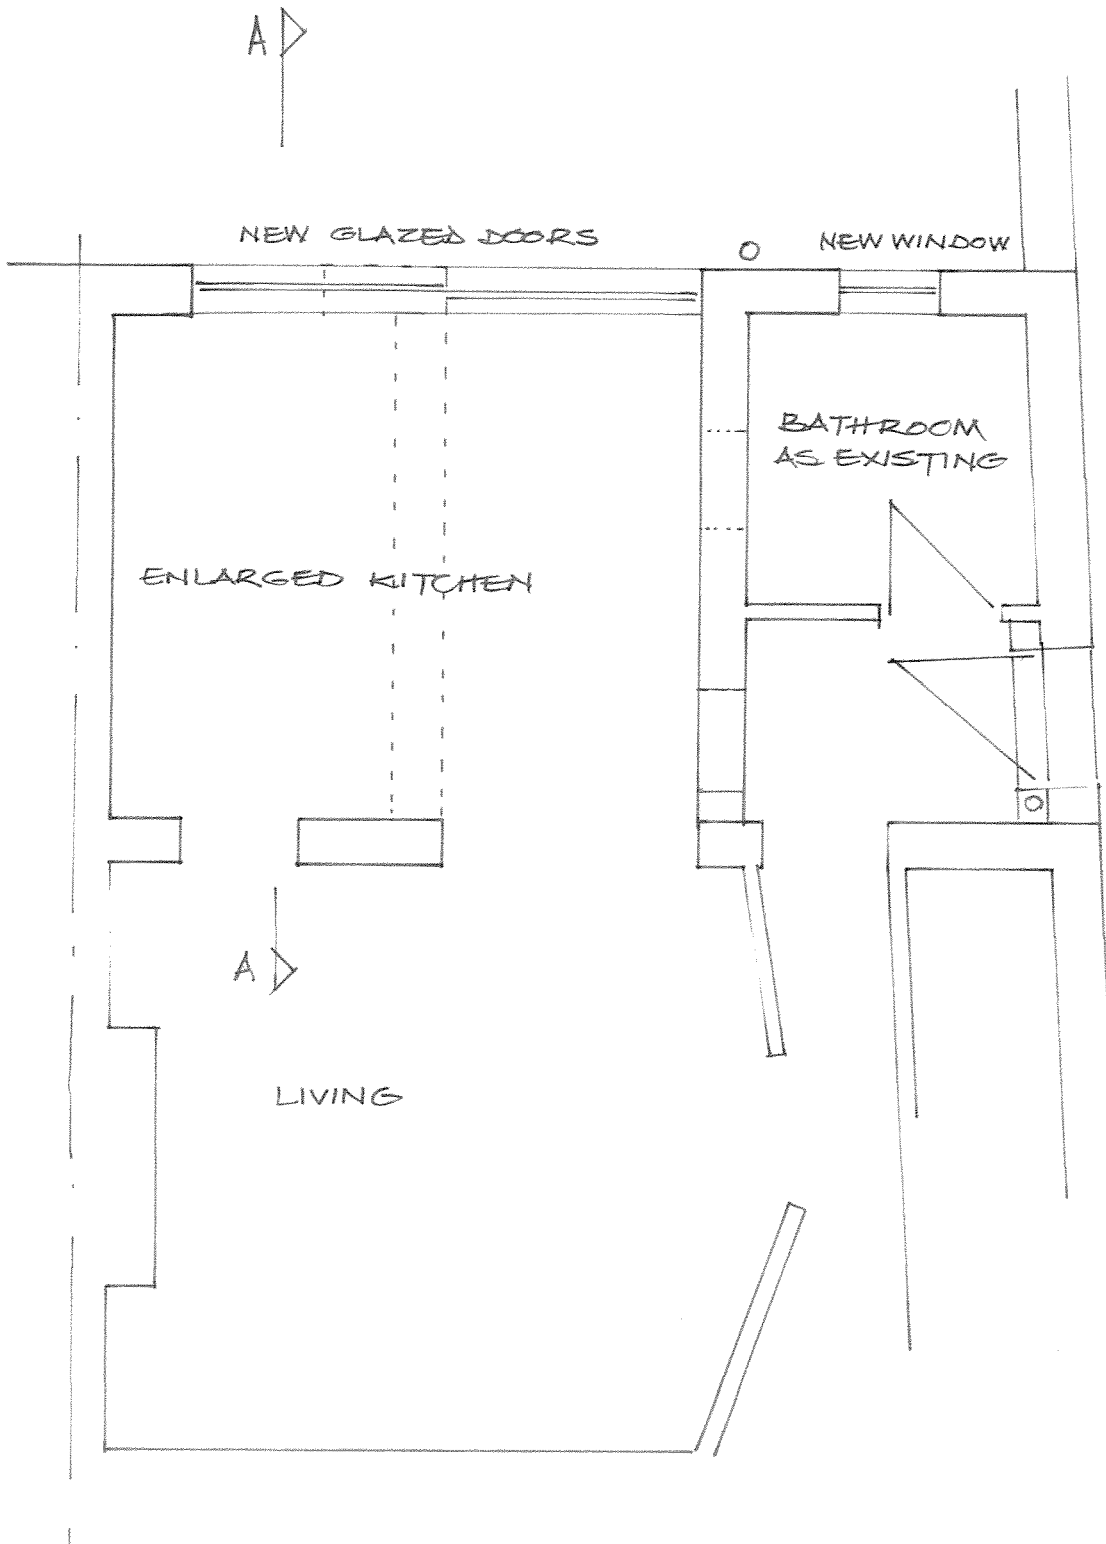 A
NEW GLAZED DOORS
NEW WINDOW
BATHROOM
AS EXISTING
ENLARGED KITCHEN
A
LIVING